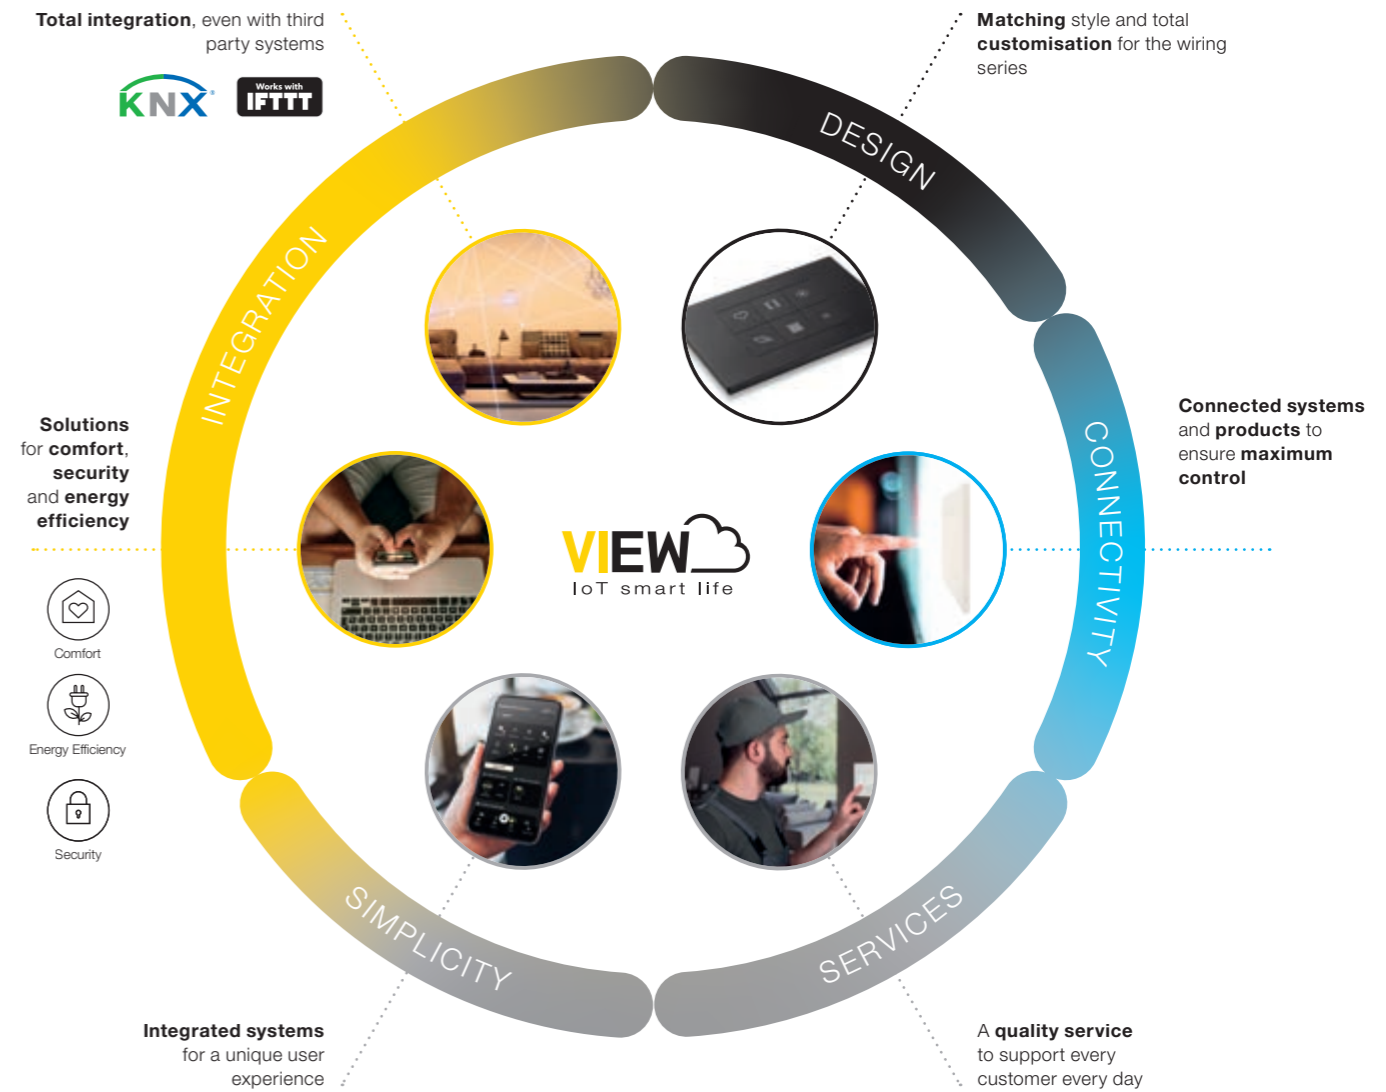 Total integration, even with third
party systems
KNX®
Works with
IFTTT
Matching style and total
customisation for the wiring
series
DESIGN
INTEGRATION
CONNECTIVITY
Connected systems
and products to
ensure maximum
control
Solutions
for comfort,
security
and energy
efficiency
VIEW
IoT smart life
Comfort
Energy Efficiency
Security
SIMPLICITY
SERVICES
Integrated systems
for a unique user
experience
A quality service
to support every
customer every day